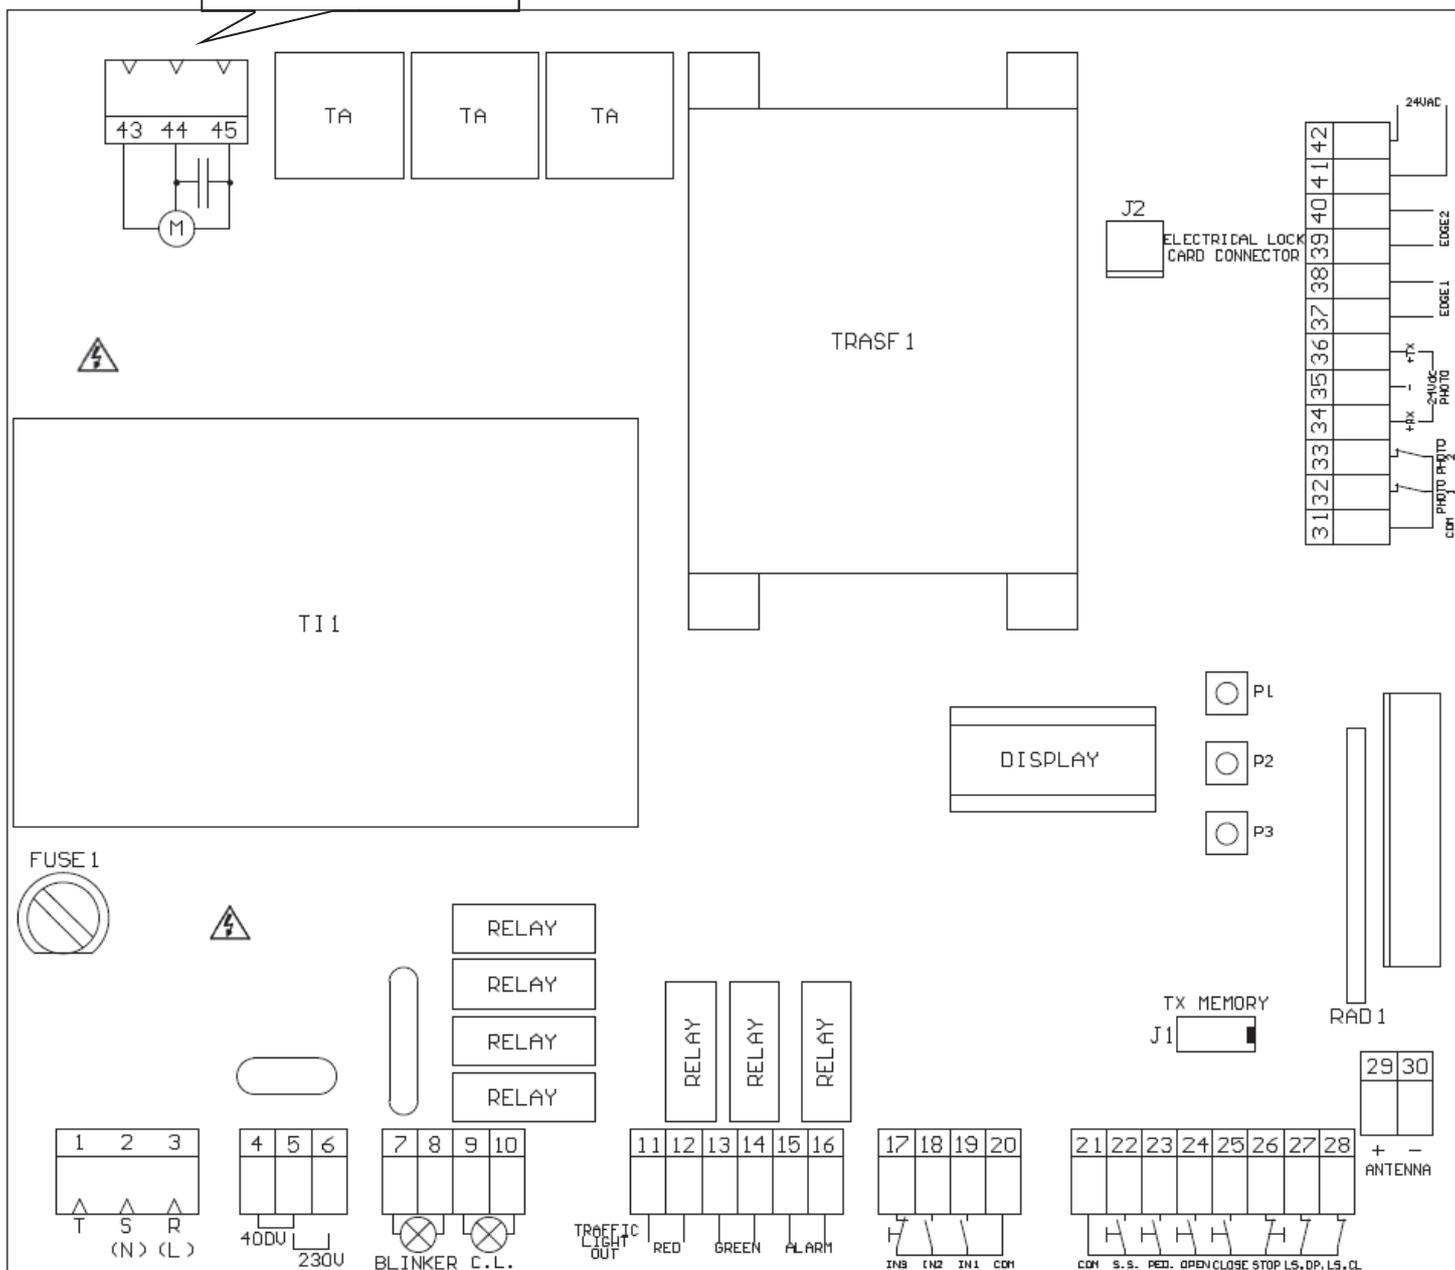 24VAC
TA TA TA
43 44 45
M
42
41
40
39
38
37
36
35
34
33
32
31
EDGE2
EDGE1
+TX
-
+RX
24Vdc
PHOTO
PHOTO 2
PHOTO 1
COM
J2
ELECTRICAL LOCK
CARD CONNECTOR
TRASF1
TI1
P1
DISPLAY
P2
P3
FUSE1
RELAY
RELAY
RELAY
RELAY
RELAY RELAY RELAY
TX MEMORY
J1
RAD1
29 30
+ -
ANTENNA
1 2 3
4 5 6
7 8 9 10
11 12 13 14 15 16
17 18 19 20
21 22 23 24 25 26 27 28
T S R
(N) (L)
400V
230V
BLINKER C.L.
TRAFFIC
LIGHT
OUT
RED GREEN ALARM
IN3 IN2 IN1 COM
COM S.S. PED. OPEN CLOSE STOP LS.OP. LS.CL